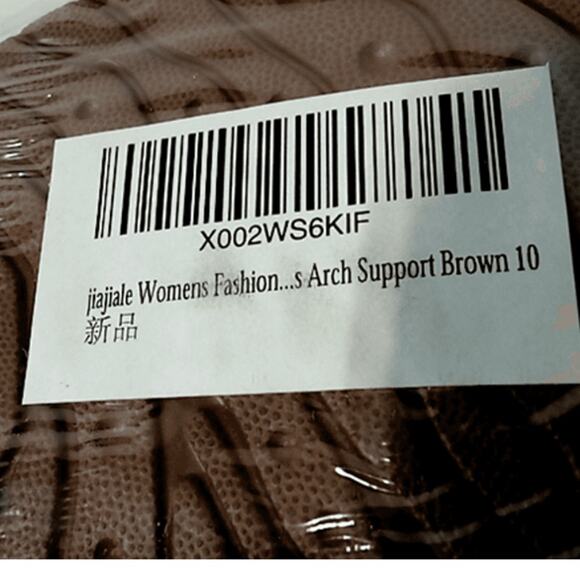 X002WS6KIF
jiajiale Womens Fashion...s Arch Support Brown 10
新品